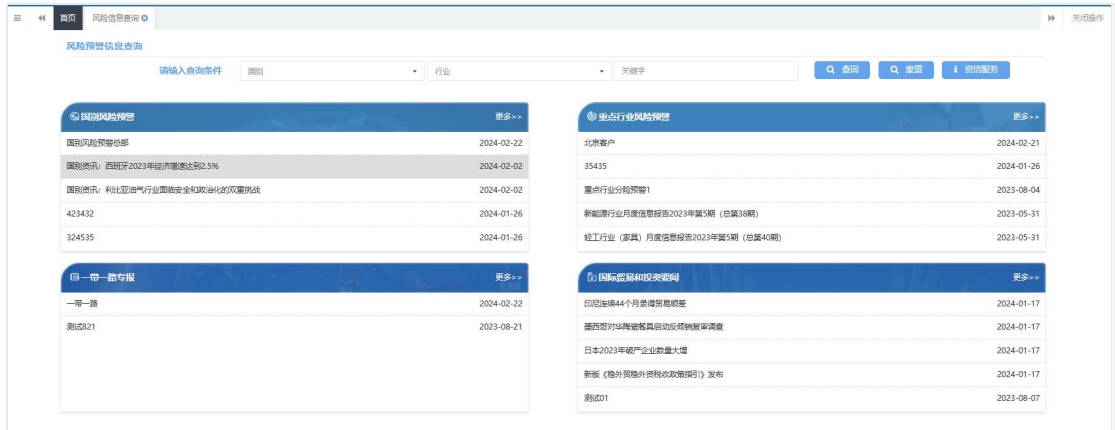 首页 风险信息查询 关闭操作
风险预警信息查询
请输入查询条件 国别 行业 关键字 查询 重置 资信服务
国别风险预警 更多>>
国别风险预警总部 2024-02-22
国别资讯：西班牙2023年经济增速达到2.5% 2024-02-02
国别资讯：利比亚油气行业面临安全和政治化的双重挑战 2024-02-02
423432 2024-01-26
324535 2024-01-26
重点行业风险预警 更多>>
北京客户 2024-02-21
35435 2024-01-26
重点行业分险预警1 2023-08-04
新能源行业月度信息报告2023年第5期（总第38期） 2023-05-31
轻工行业（家具）月度信息报告2023年第5期（总第40期） 2023-05-31
一带一路专报 更多>>
一带一路 2024-02-22
测试821 2023-08-21
国际贸易和投资要闻 更多>>
印尼连续44个月录得贸易顺差 2024-01-17
墨西哥对华陶瓷餐具启动反倾销复审调查 2024-01-17
日本2023年破产企业数量大增 2024-01-17
新版《稳外贸稳外资税收政策指引》发布 2024-01-17
测试01 2023-08-07